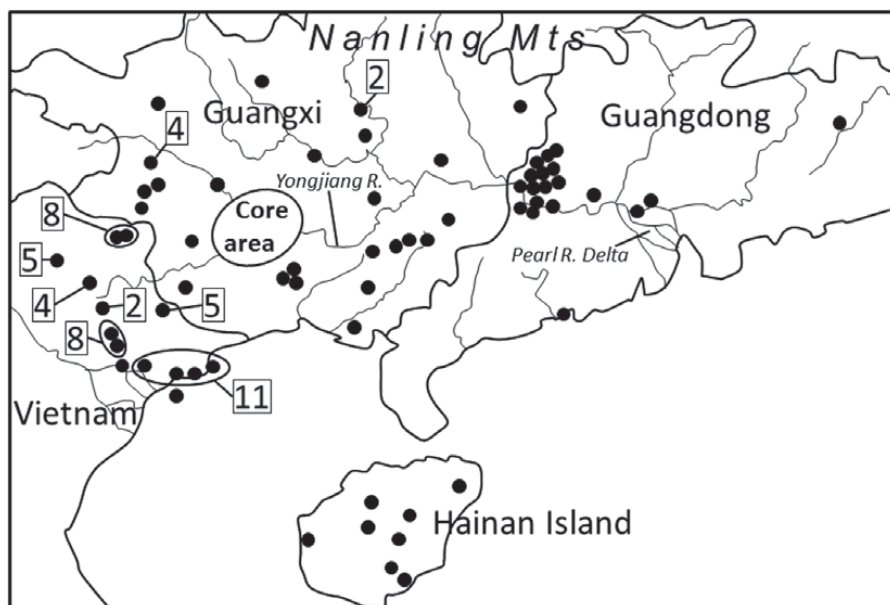 Nanling Mts
2
Guangxi
Guangdong
4
Yongjiang R.
Core
area
8
5
Pearl R. Delta
4
2
5
8
11
Vietnam
Hainan Island